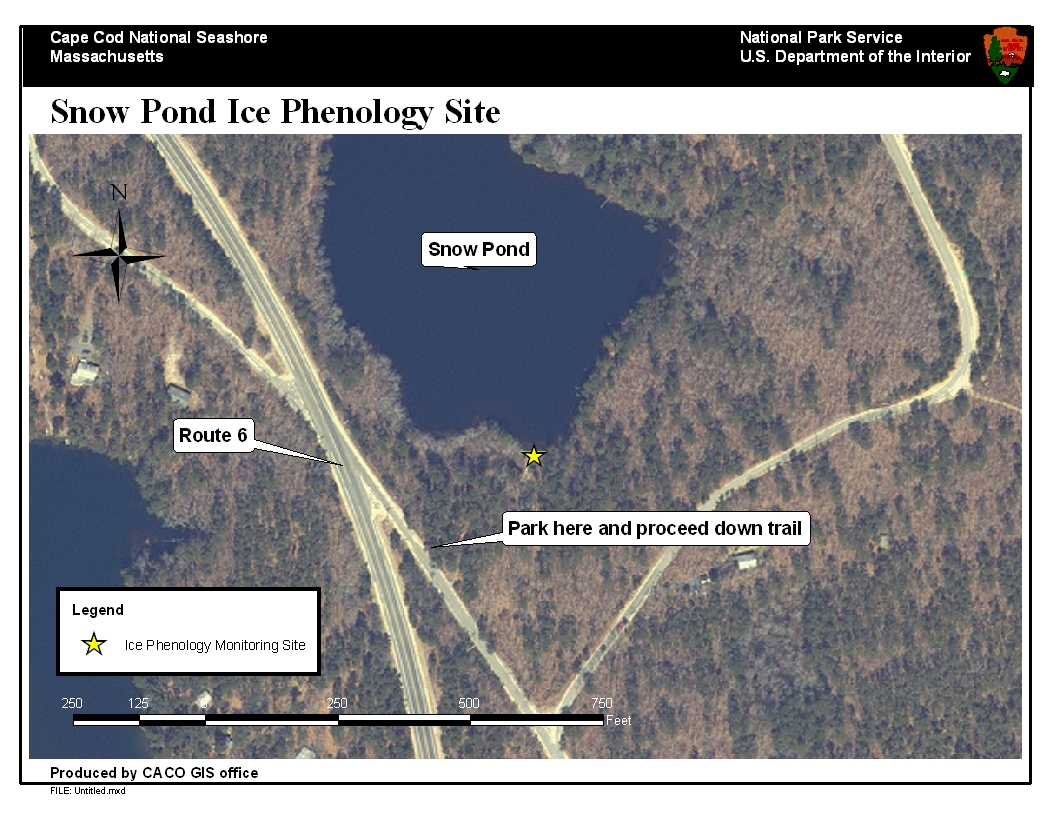 Cape Cod National Seashore
Massachusetts
National Park Service
U.S. Department of the Interior
Snow Pond Ice Phenology Site
N
Snow Pond
Route 6
Park here and proceed down trail
Legend
Ice Phenology Monitoring Site
250 125 0 250 500 750
Feet
Produced by CACO GIS office
FILE: Untitled.mxd